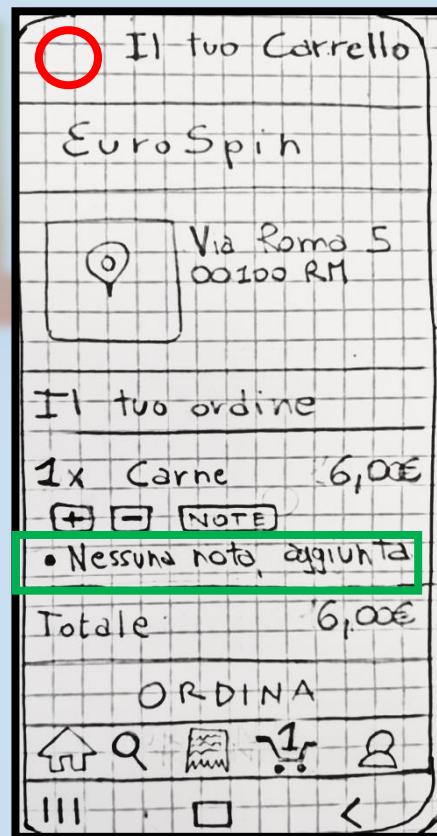 Il tuo Carrello
EuroSpin
Via Roma 5
00100 RM
Il tuo ordine
1x Carne 6,00€
+ - NOTE
• Nessuna nota aggiunta
Totale 6,00€
ORDINA
1